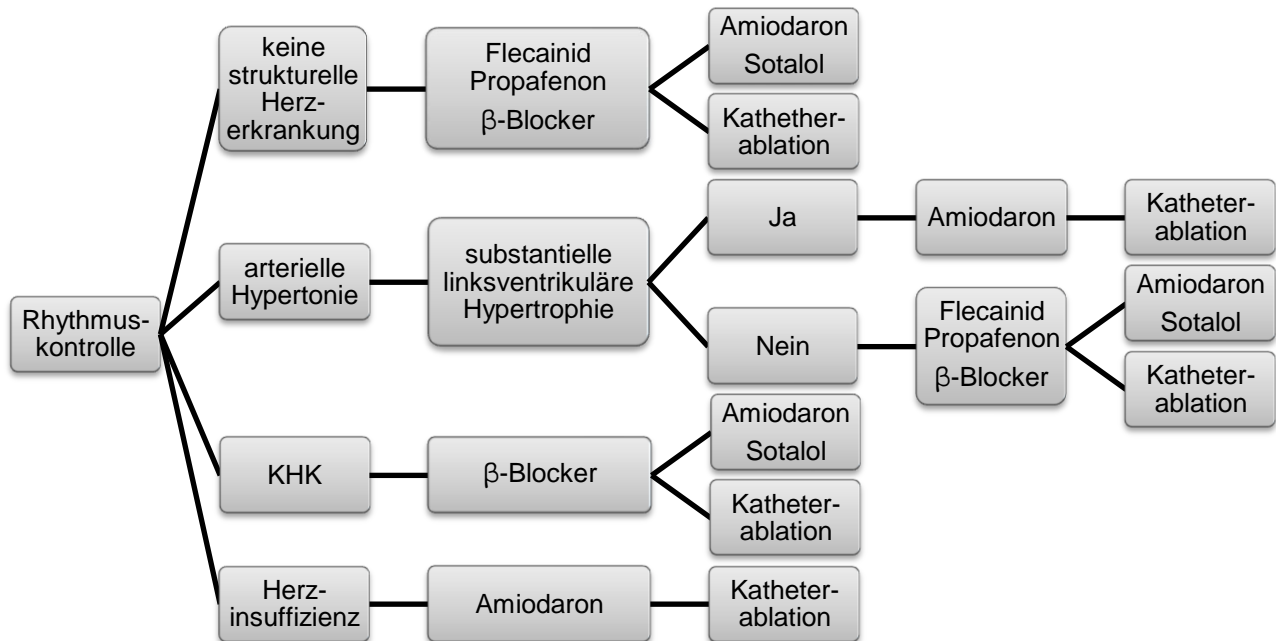 Rhythmus-
kontrolle
keine
strukturelle
Herz-
erkrankung
Flecainid
Propafenon
β-Blocker
Amiodaron
Sotalol
Kathether-
ablation
arterielle
Hypertonie
substantielle
linksventrikuläre
Hypertrophie
Ja
Amiodaron
Katheter-
ablation
Nein
Flecainid
Propafenon
β-Blocker
Amiodaron
Sotalol
Katheter-
ablation
KHK
β-Blocker
Amiodaron
Sotalol
Katheter-
ablation
Herz-
insuffizienz
Amiodaron
Katheter-
ablation